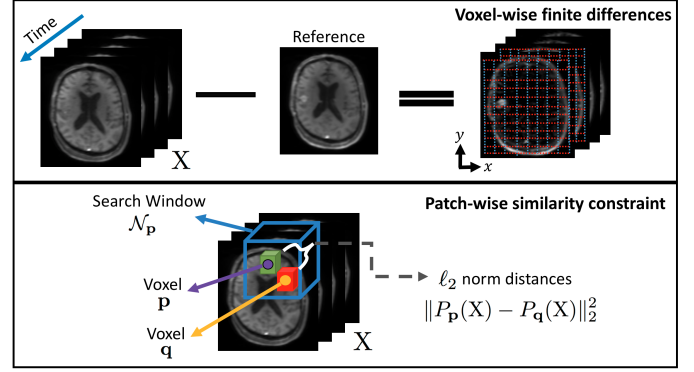 Time
Voxel-wise finite differences
Reference
X
y
x
Patch-wise similarity constraint
Search Window
𝒩ₚ
Voxel
p
Voxel
q
X
ℓ₂ norm distances
‖Pₚ(X) − P_q(X)‖₂²